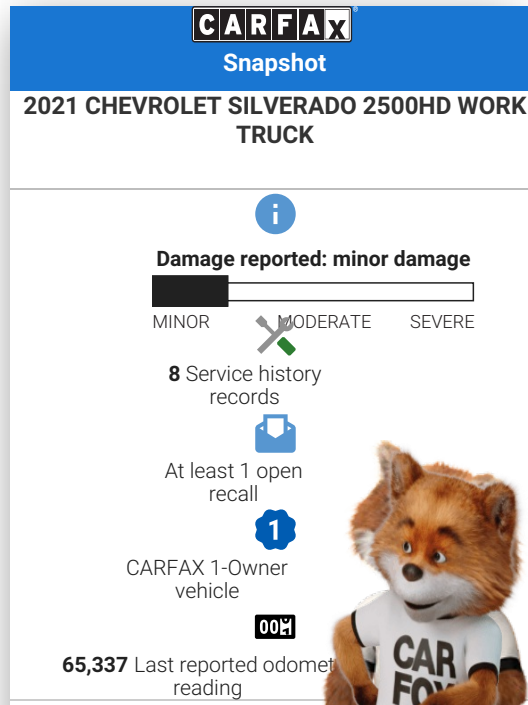 CARFAX
Snapshot
2021 CHEVROLET SILVERADO 2500HD WORK
TRUCK
i
Damage reported: minor damage
MINOR MODERATE SEVERE
8 Service history
records
At least 1 open
recall
1
CARFAX 1-Owner
vehicle
65,337 Last reported odomet
reading
CAR
FOX